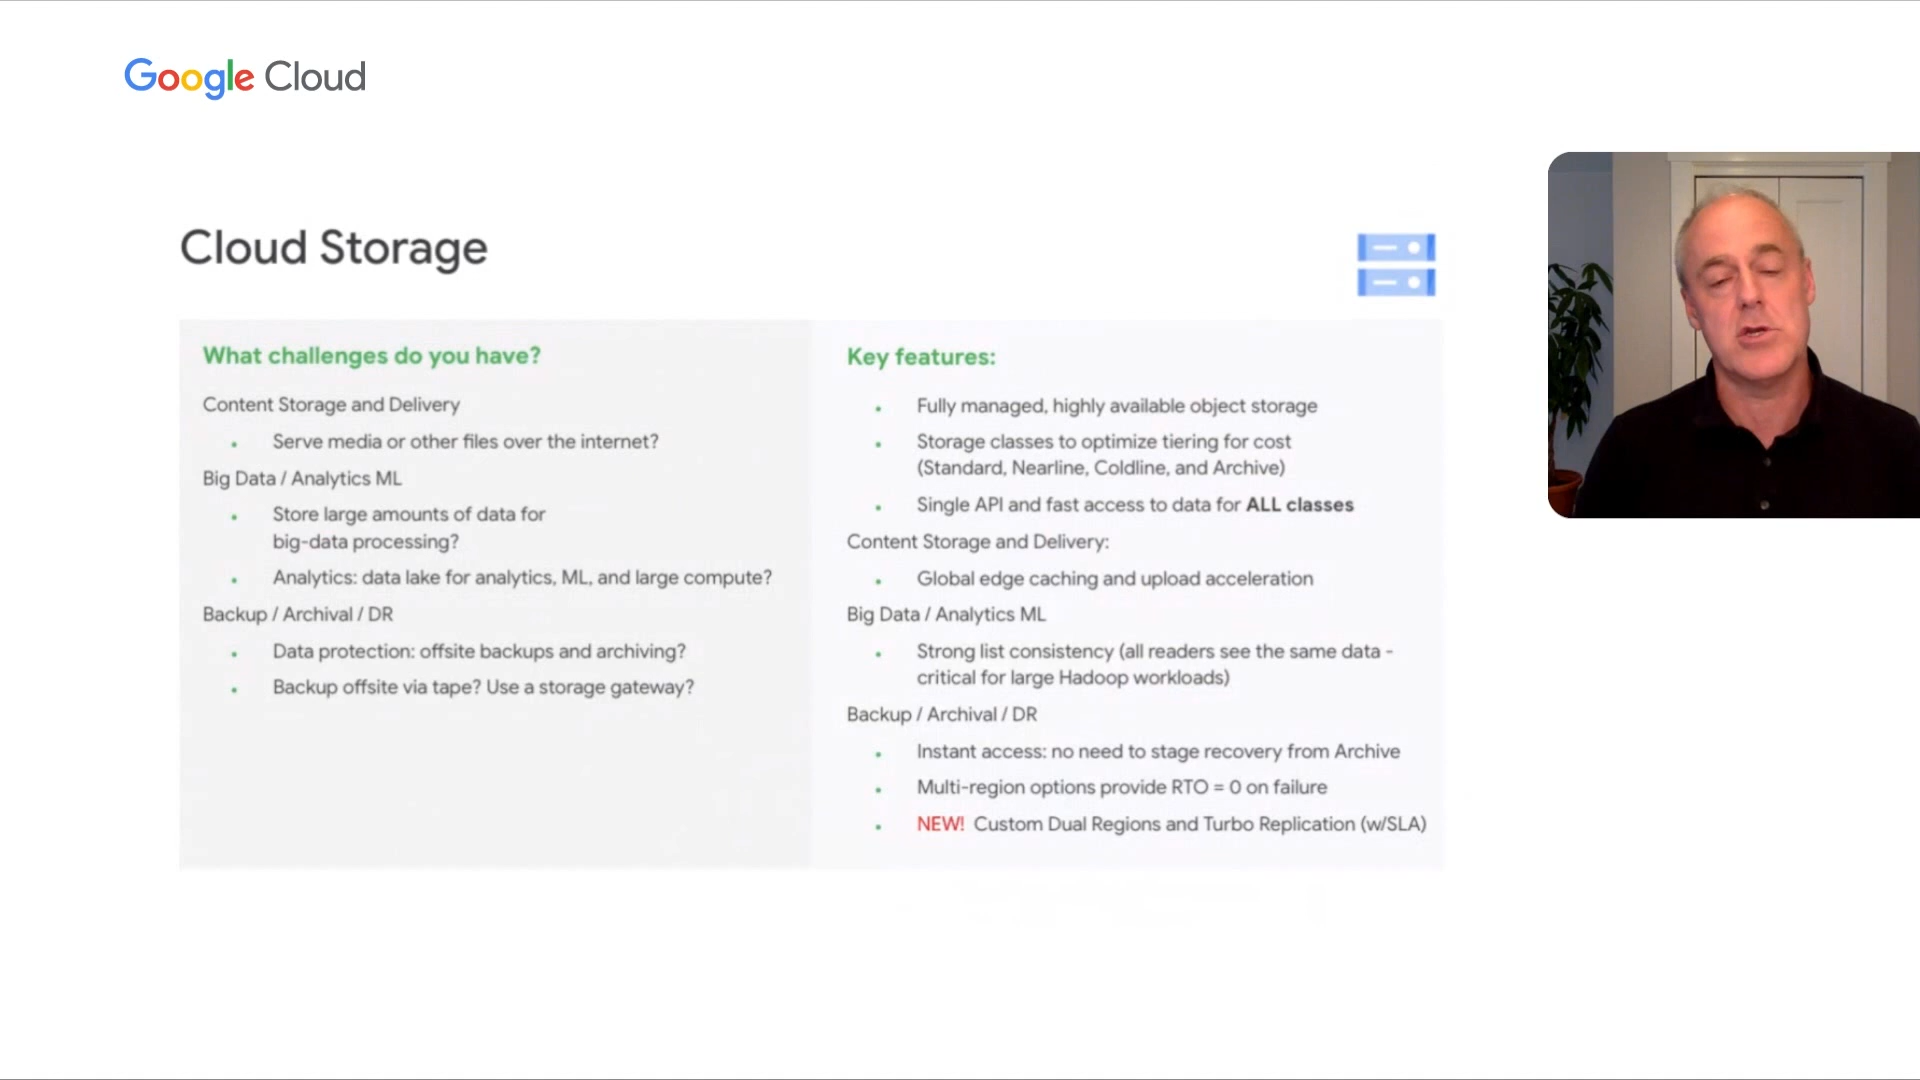 Google Cloud
Cloud Storage
What challenges do you have?
Content Storage and Delivery
Serve media or other files over the internet?
Big Data / Analytics ML
Store large amounts of data for
big-data processing?
Analytics: data lake for analytics, ML, and large compute?
Backup / Archival / DR
Data protection: offsite backups and archiving?
Backup offsite via tape? Use a storage gateway?
Key features:
Fully managed, highly available object storage
Storage classes to optimize tiering for cost
(Standard, Nearline, Coldline, and Archive)
Single API and fast access to data for ALL classes
Content Storage and Delivery:
Global edge caching and upload acceleration
Big Data / Analytics ML
Strong list consistency (all readers see the same data -
critical for large Hadoop workloads)
Backup / Archival / DR
Instant access: no need to stage recovery from Archive
Multi-region options provide RTO = 0 on failure
NEW! Custom Dual Regions and Turbo Replication (w/SLA)